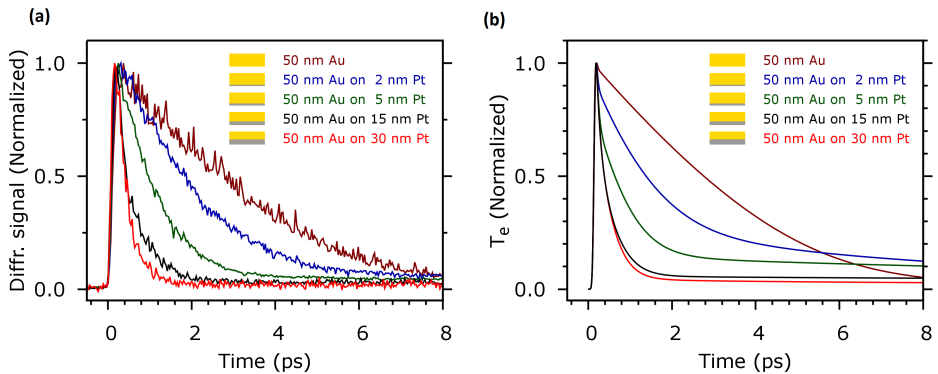 (a)
Diffr. signal (Normalized)
1.0
0.5
0.0
50 nm Au
50 nm Au on 2 nm Pt
50 nm Au on 5 nm Pt
50 nm Au on 15 nm Pt
50 nm Au on 30 nm Pt
0 2 4 6 8
Time (ps)
(b)
Te (Normalized)
1.0
0.5
0.0
50 nm Au
50 nm Au on 2 nm Pt
50 nm Au on 5 nm Pt
50 nm Au on 15 nm Pt
50 nm Au on 30 nm Pt
0 2 4 6 8
Time (ps)